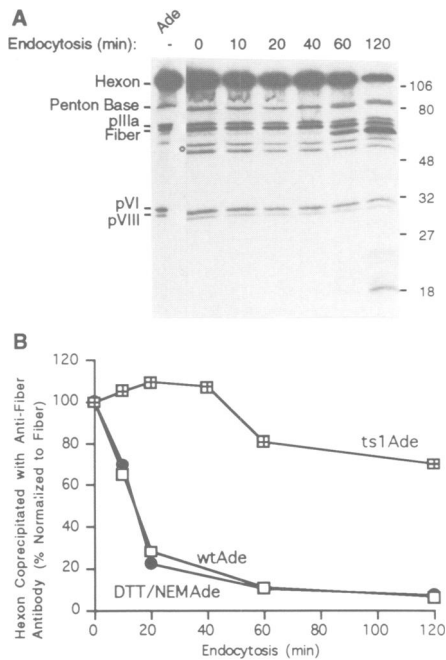 A
Ade
Endocytosis (min): - 0 10 20 40 60 120
Hexon
Penton Base
pIIIa
Fiber
pVI
pVIII
106
80
48
32
27
18
B
Hexon Coprecipitated with Anti-Fiber
Antibody (% Normalized to Fiber)
120
100
80
60
40
20
0
ts1Ade
wtAde
DTT/NEMAde
0 20 40 60 80 100 120
Endocytosis (min)